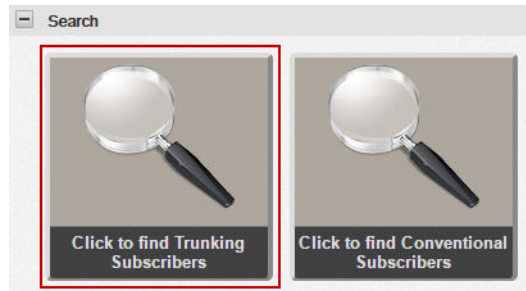 Search
Click to find Trunking
Subscribers
Click to find Conventional
Subscribers